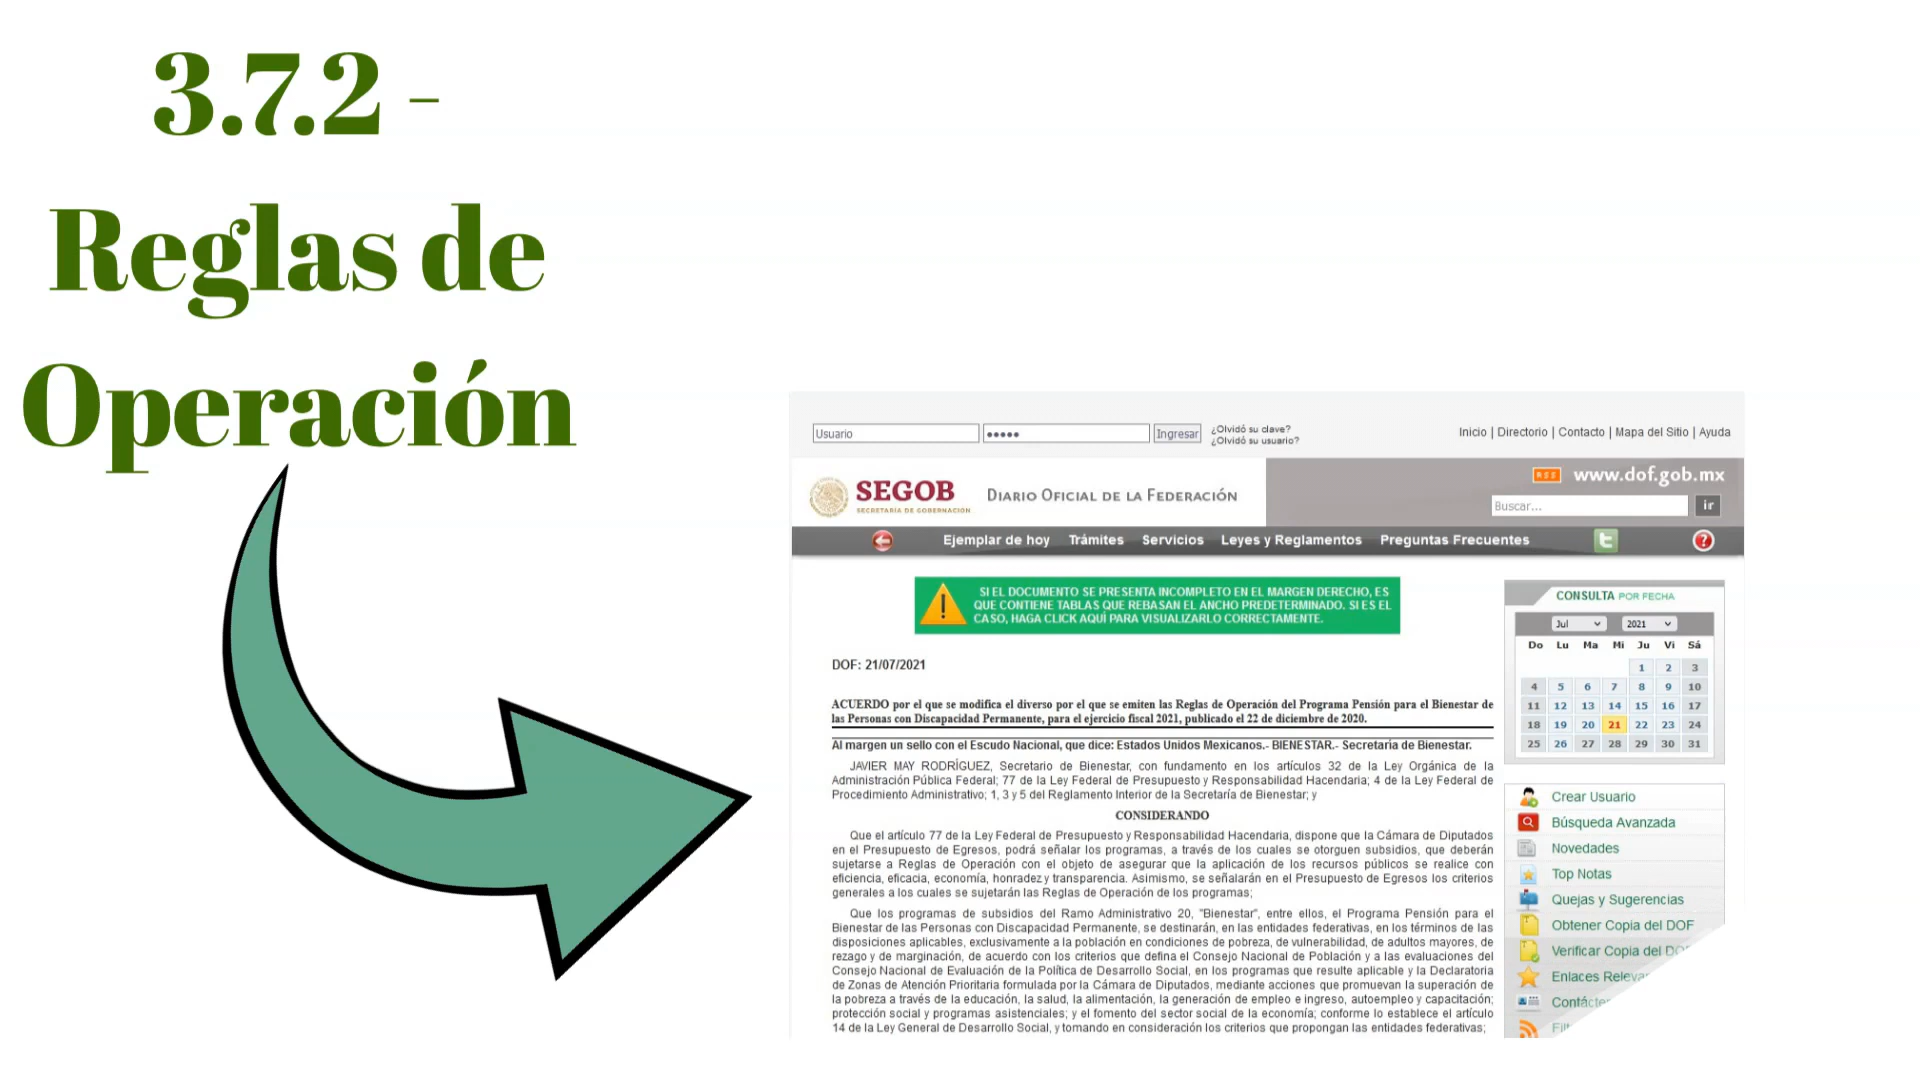 3.7.2 -
Reglas de
Operación
Usuario
Ingresar
¿Olvidó su clave?
¿Olvidó su usuario?
Inicio | Directorio | Contacto | Mapa del Sitio | Ayuda
SEGOB
SECRETARÍA DE GOBERNACIÓN
DIARIO OFICIAL DE LA FEDERACIÓN
RSS
www.dof.gob.mx
Buscar...
ir
Ejemplar de hoy Trámites Servicios Leyes y Reglamentos Preguntas Frecuentes
SI EL DOCUMENTO SE PRESENTA INCOMPLETO EN EL MARGEN DERECHO, ES
QUE CONTIENE TABLAS QUE REBASAN EL ANCHO PREDETERMINADO. SI ES EL
CASO, HAGA CLICK AQUÍ PARA VISUALIZARLO CORRECTAMENTE.
DOF: 21/07/2021
ACUERDO por el que se modifica el diverso por el que se emiten las Reglas de Operación del Programa Pensión para el Bienestar de
las Personas con Discapacidad Permanente, para el ejercicio fiscal 2021, publicado el 22 de diciembre de 2020.
Al margen un sello con el Escudo Nacional, que dice: Estados Unidos Mexicanos.- BIENESTAR.- Secretaría de Bienestar.
JAVIER MAY RODRÍGUEZ, Secretario de Bienestar, con fundamento en los artículos 32 de la Ley Orgánica de la
Administración Pública Federal; 77 de la Ley Federal de Presupuesto y Responsabilidad Hacendaria; 4 de la Ley Federal de
Procedimiento Administrativo; 1, 3 y 5 del Reglamento Interior de la Secretaría de Bienestar; y
CONSIDERANDO
Que el artículo 77 de la Ley Federal de Presupuesto y Responsabilidad Hacendaria, dispone que la Cámara de Diputados
en el Presupuesto de Egresos, podrá señalar los programas, a través de los cuales se otorguen subsidios, que deberán
sujetarse a Reglas de Operación con el objeto de asegurar que la aplicación de los recursos públicos se realice con
eficiencia, eficacia, economía, honradez y transparencia. Asimismo, se señalarán en el Presupuesto de Egresos los criterios
generales a los cuales se sujetarán las Reglas de Operación de los programas;
Que los programas de subsidios del Ramo Administrativo 20, "Bienestar", entre ellos, el Programa Pensión para el
Bienestar de las Personas con Discapacidad Permanente, se destinarán, en las entidades federativas, en los términos de las
disposiciones aplicables, exclusivamente a la población en condiciones de pobreza, de vulnerabilidad, de adultos mayores, de
rezago y de marginación, de acuerdo con los criterios que defina el Consejo Nacional de Población y a las evaluaciones del
Consejo Nacional de Evaluación de la Política de Desarrollo Social, en los programas que resulte aplicable y la Declaratoria
de Zonas de Atención Prioritaria formulada por la Cámara de Diputados, mediante acciones que promuevan la superación de
la pobreza a través de la educación, la salud, la alimentación, la generación de empleo e ingreso, autoempleo y capacitación;
protección social y programas asistenciales; y el fomento del sector social de la economía; conforme lo establece el artículo
14 de la Ley General de Desarrollo Social, y tomando en consideración los criterios que propongan las entidades federativas;
CONSULTA POR FECHA
Jul 2021
Do Lu Ma Mi Ju Vi Sá
1 2 3
4 5 6 7 8 9 10
11 12 13 14 15 16 17
18 19 20 21 22 23 24
25 26 27 28 29 30 31
Crear Usuario
Búsqueda Avanzada
Novedades
Top Notas
Quejas y Sugerencias
Obtener Copia del DOF
Verificar Copia del
Enlaces